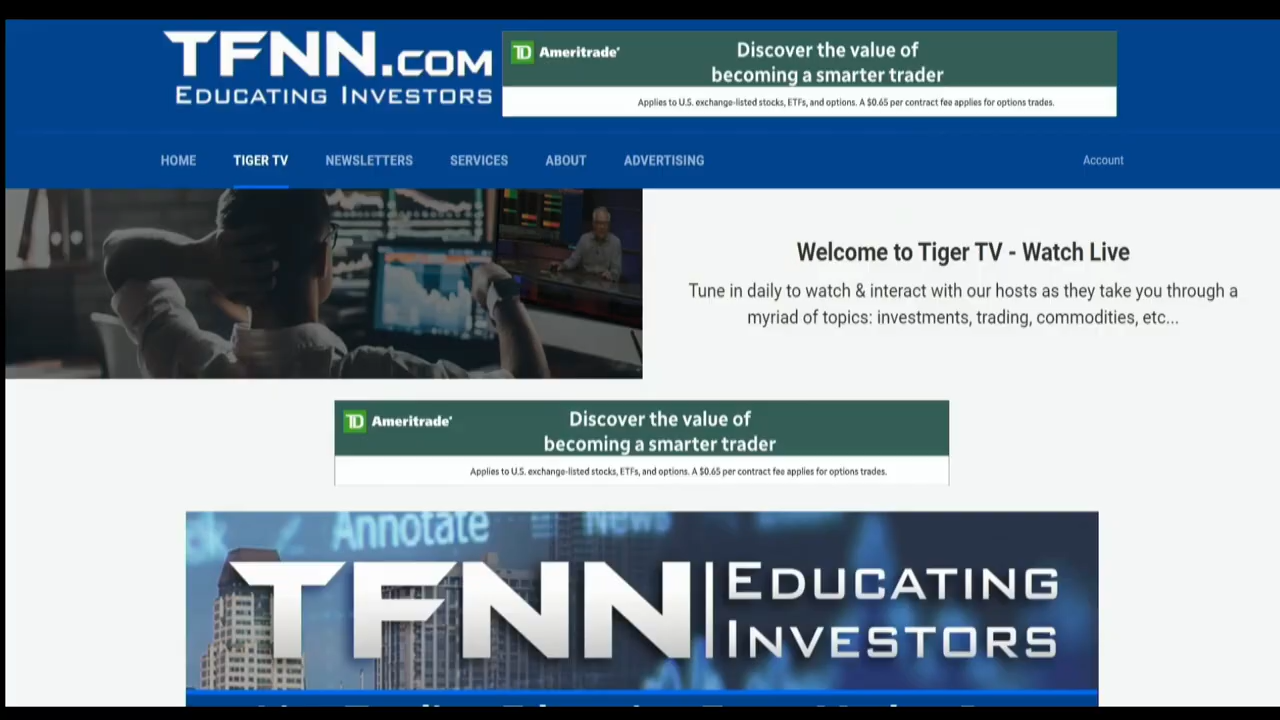 TFNN.COM
EDUCATING INVESTORS
TD Ameritrade
Discover the value of
becoming a smarter trader
Applies to U.S. exchange-listed stocks, ETFs, and options. A $0.65 per contract fee applies for options trades.
HOME TIGER TV NEWSLETTERS SERVICES ABOUT ADVERTISING Account
Welcome to Tiger TV - Watch Live
Tune in daily to watch & interact with our hosts as they take you through a
myriad of topics: investments, trading, commodities, etc...
TD Ameritrade
Discover the value of
becoming a smarter trader
Applies to U.S. exchange-listed stocks, ETFs, and options. A $0.65 per contract fee applies for options trades.
Annotate News
TFNN EDUCATING
INVESTORS